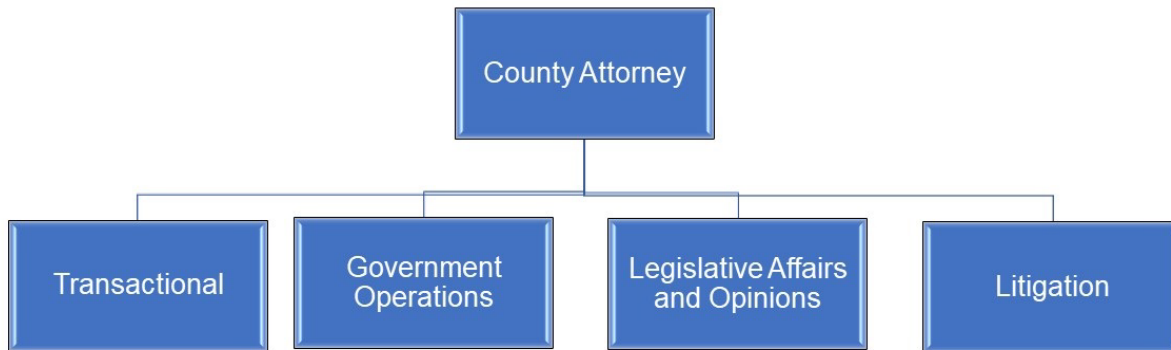 County Attorney
Transactional
Government
Operations
Legislative Affairs
and Opinions
Litigation